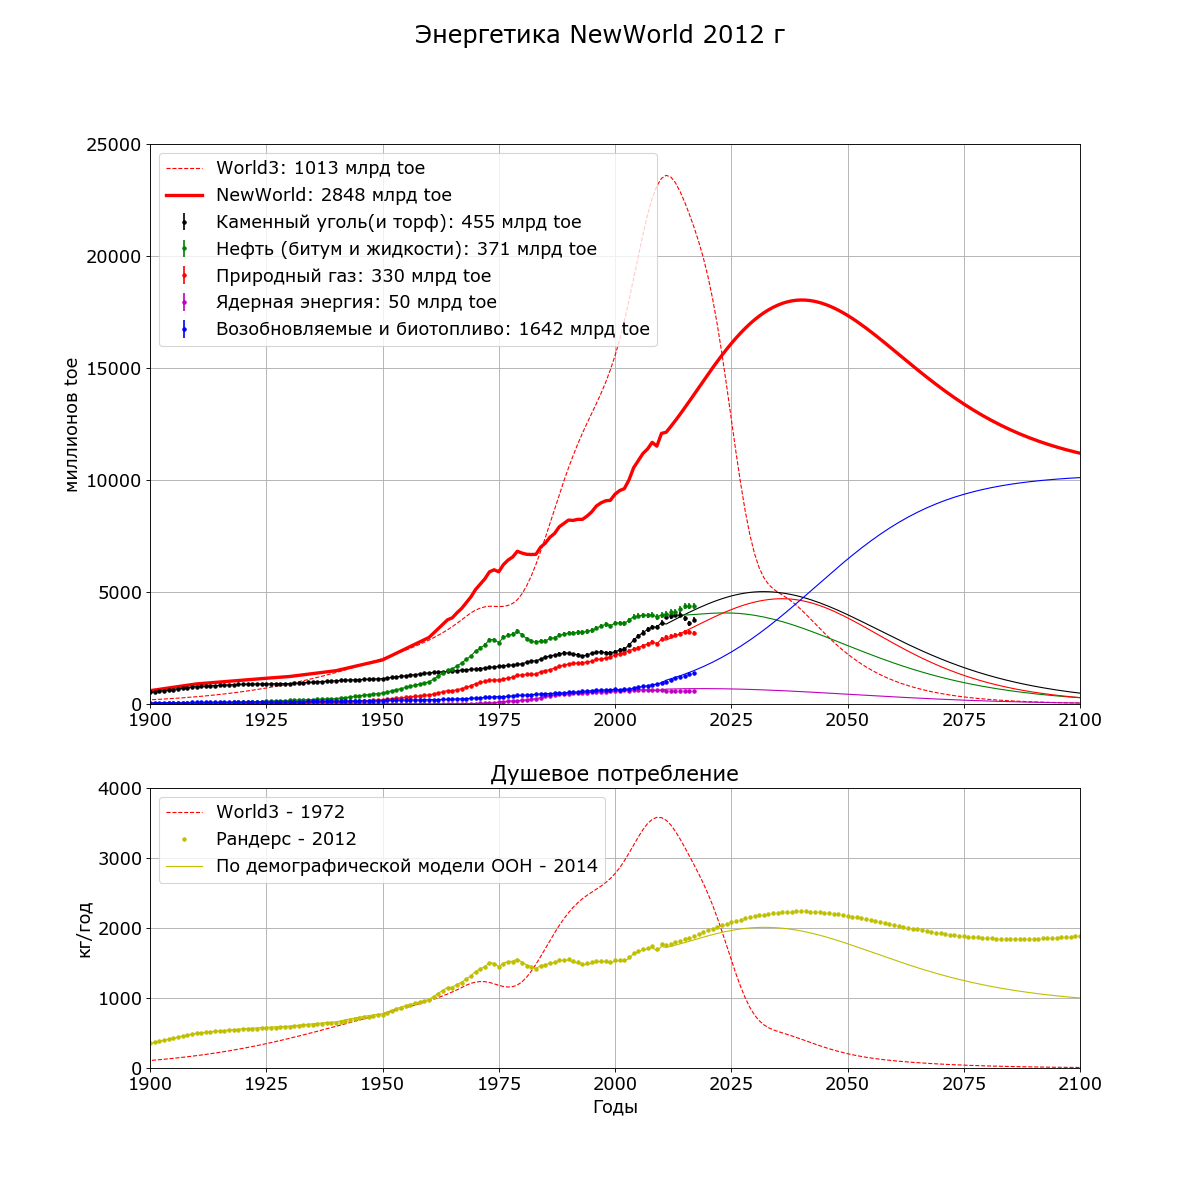 Энергетика NewWorld 2012 г
25000
20000
15000
10000
5000
0
миллионов toe
World3: 1013 млрд toe
NewWorld: 2848 млрд toe
Каменный уголь(и торф): 455 млрд toe
Нефть (битум и жидкости): 371 млрд toe
Природный газ: 330 млрд toe
Ядерная энергия: 50 млрд toe
Возобновляемые и биотопливо: 1642 млрд toe
1900 1925 1950 1975 2000 2025 2050 2075 2100
Душевое потребление
4000
3000
2000
1000
0
кг/год
World3 - 1972
Рандерс - 2012
По демографической модели ООН - 2014
1900 1925 1950 1975 2000 2025 2050 2075 2100
Годы